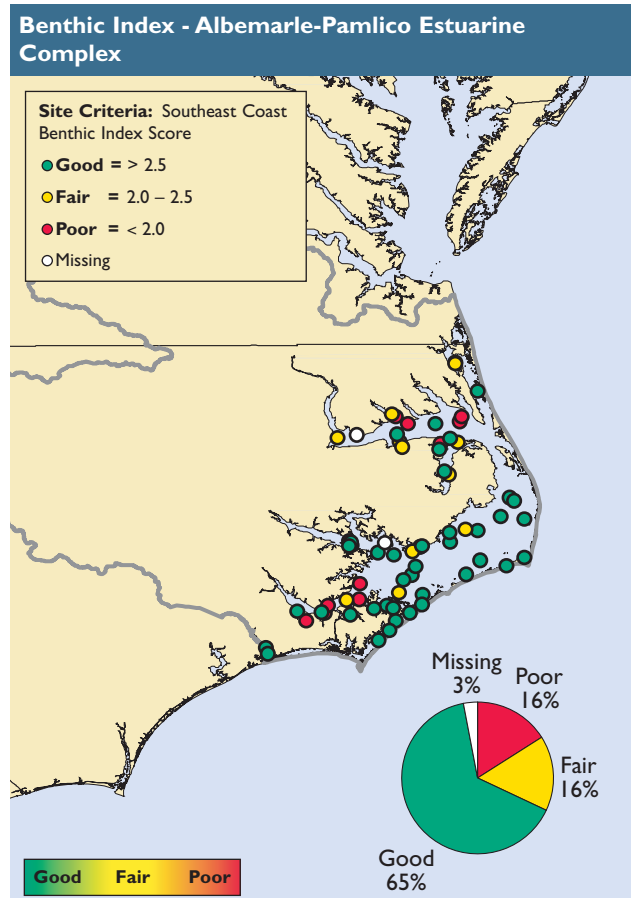 Benthic Index - Albemarle-Pamlico Estuarine
Complex
Site Criteria: Southeast Coast
Benthic Index Score
Good = > 2.5
Fair = 2.0 – 2.5
Poor = < 2.0
Missing
Missing
3%
Poor
16%
Fair
16%
Good
65%
Good Fair Poor